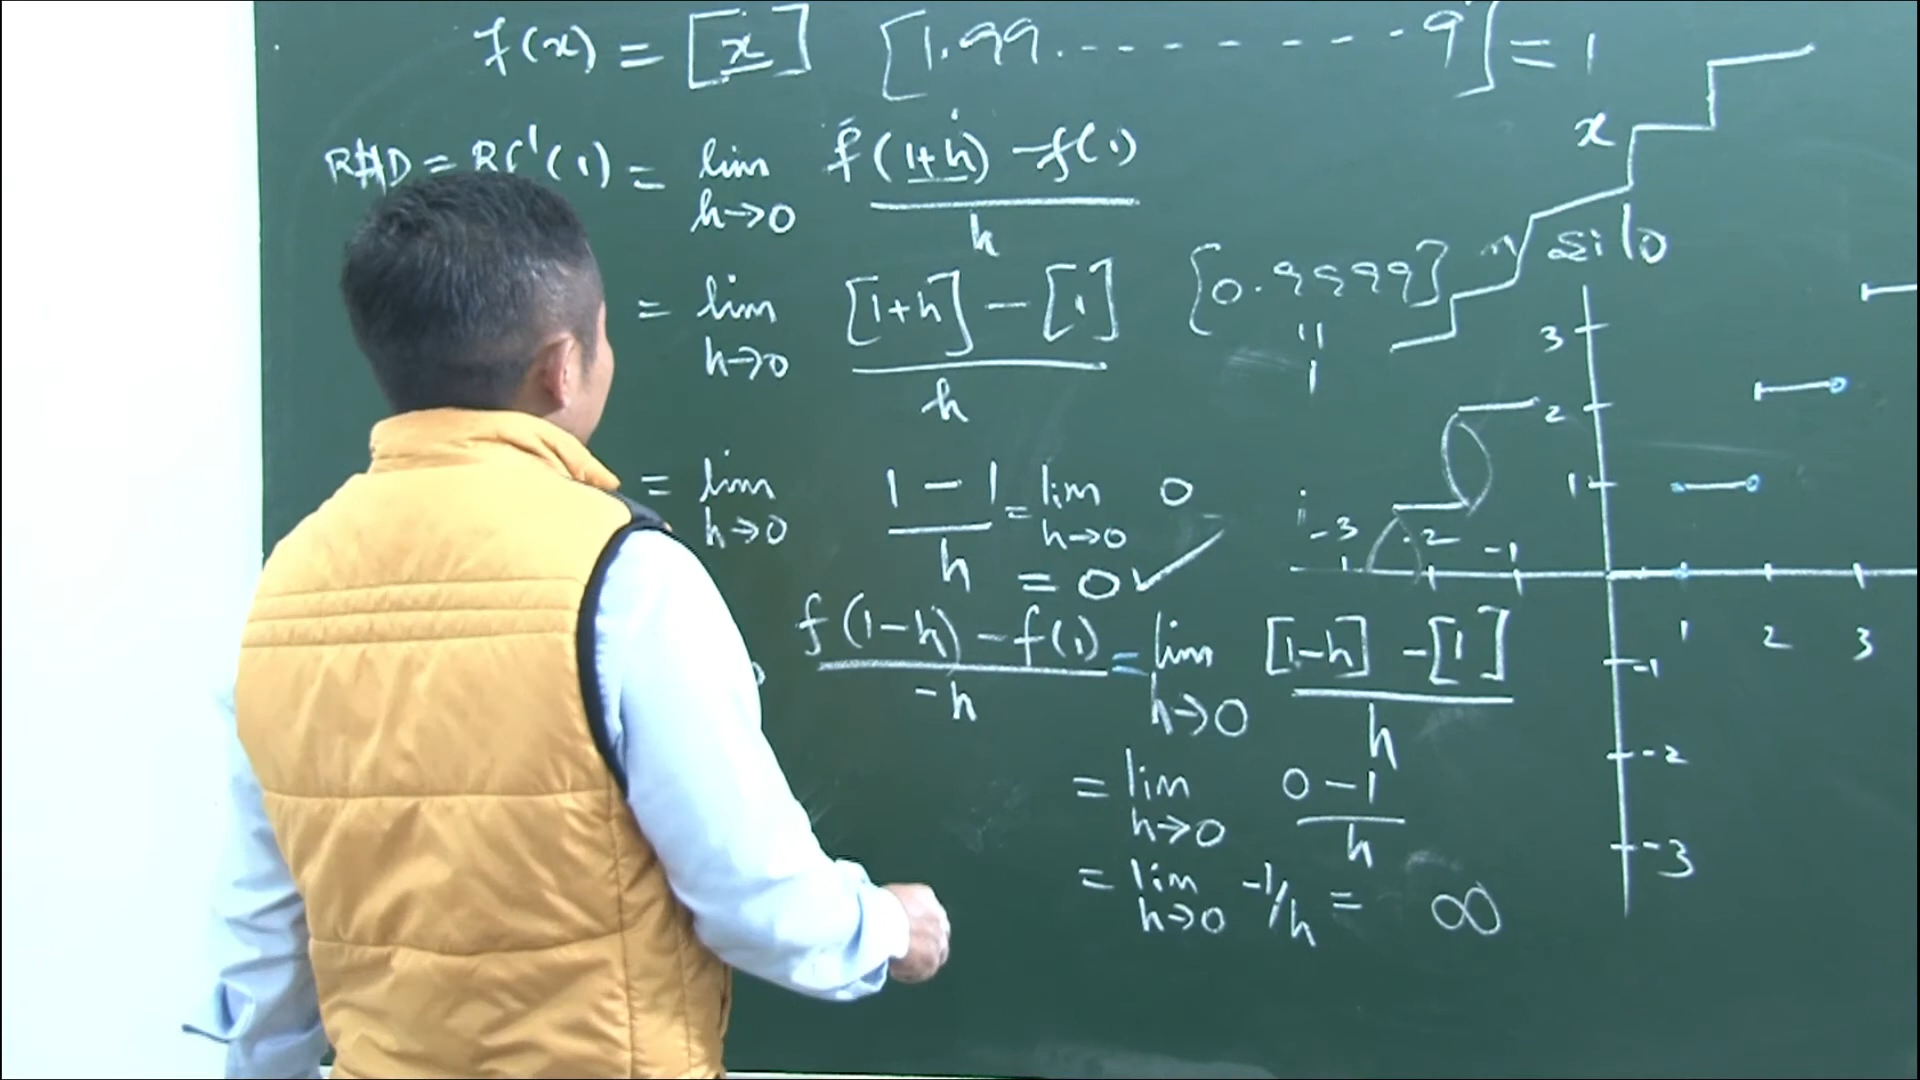 f(x) = [x] [1.99.--------9] = 1
RHD = Rf'(1) = lim h→0 f(1+h) - f(1) / h
= lim h→0 [1+h] - [1] / h
[0.9999]
11
1
= lim h→0 1 - 1 / h = lim h→0 0
= 0 ✓
f(1-h) - f(1) / -h = lim h→0 [1-h] - [1] / h
= lim h→0 0 - 1 / h
= lim h→0 -1/h = ∞
x
3
2
1
-3 -2 -1
1 2 3
-1
-2
-3